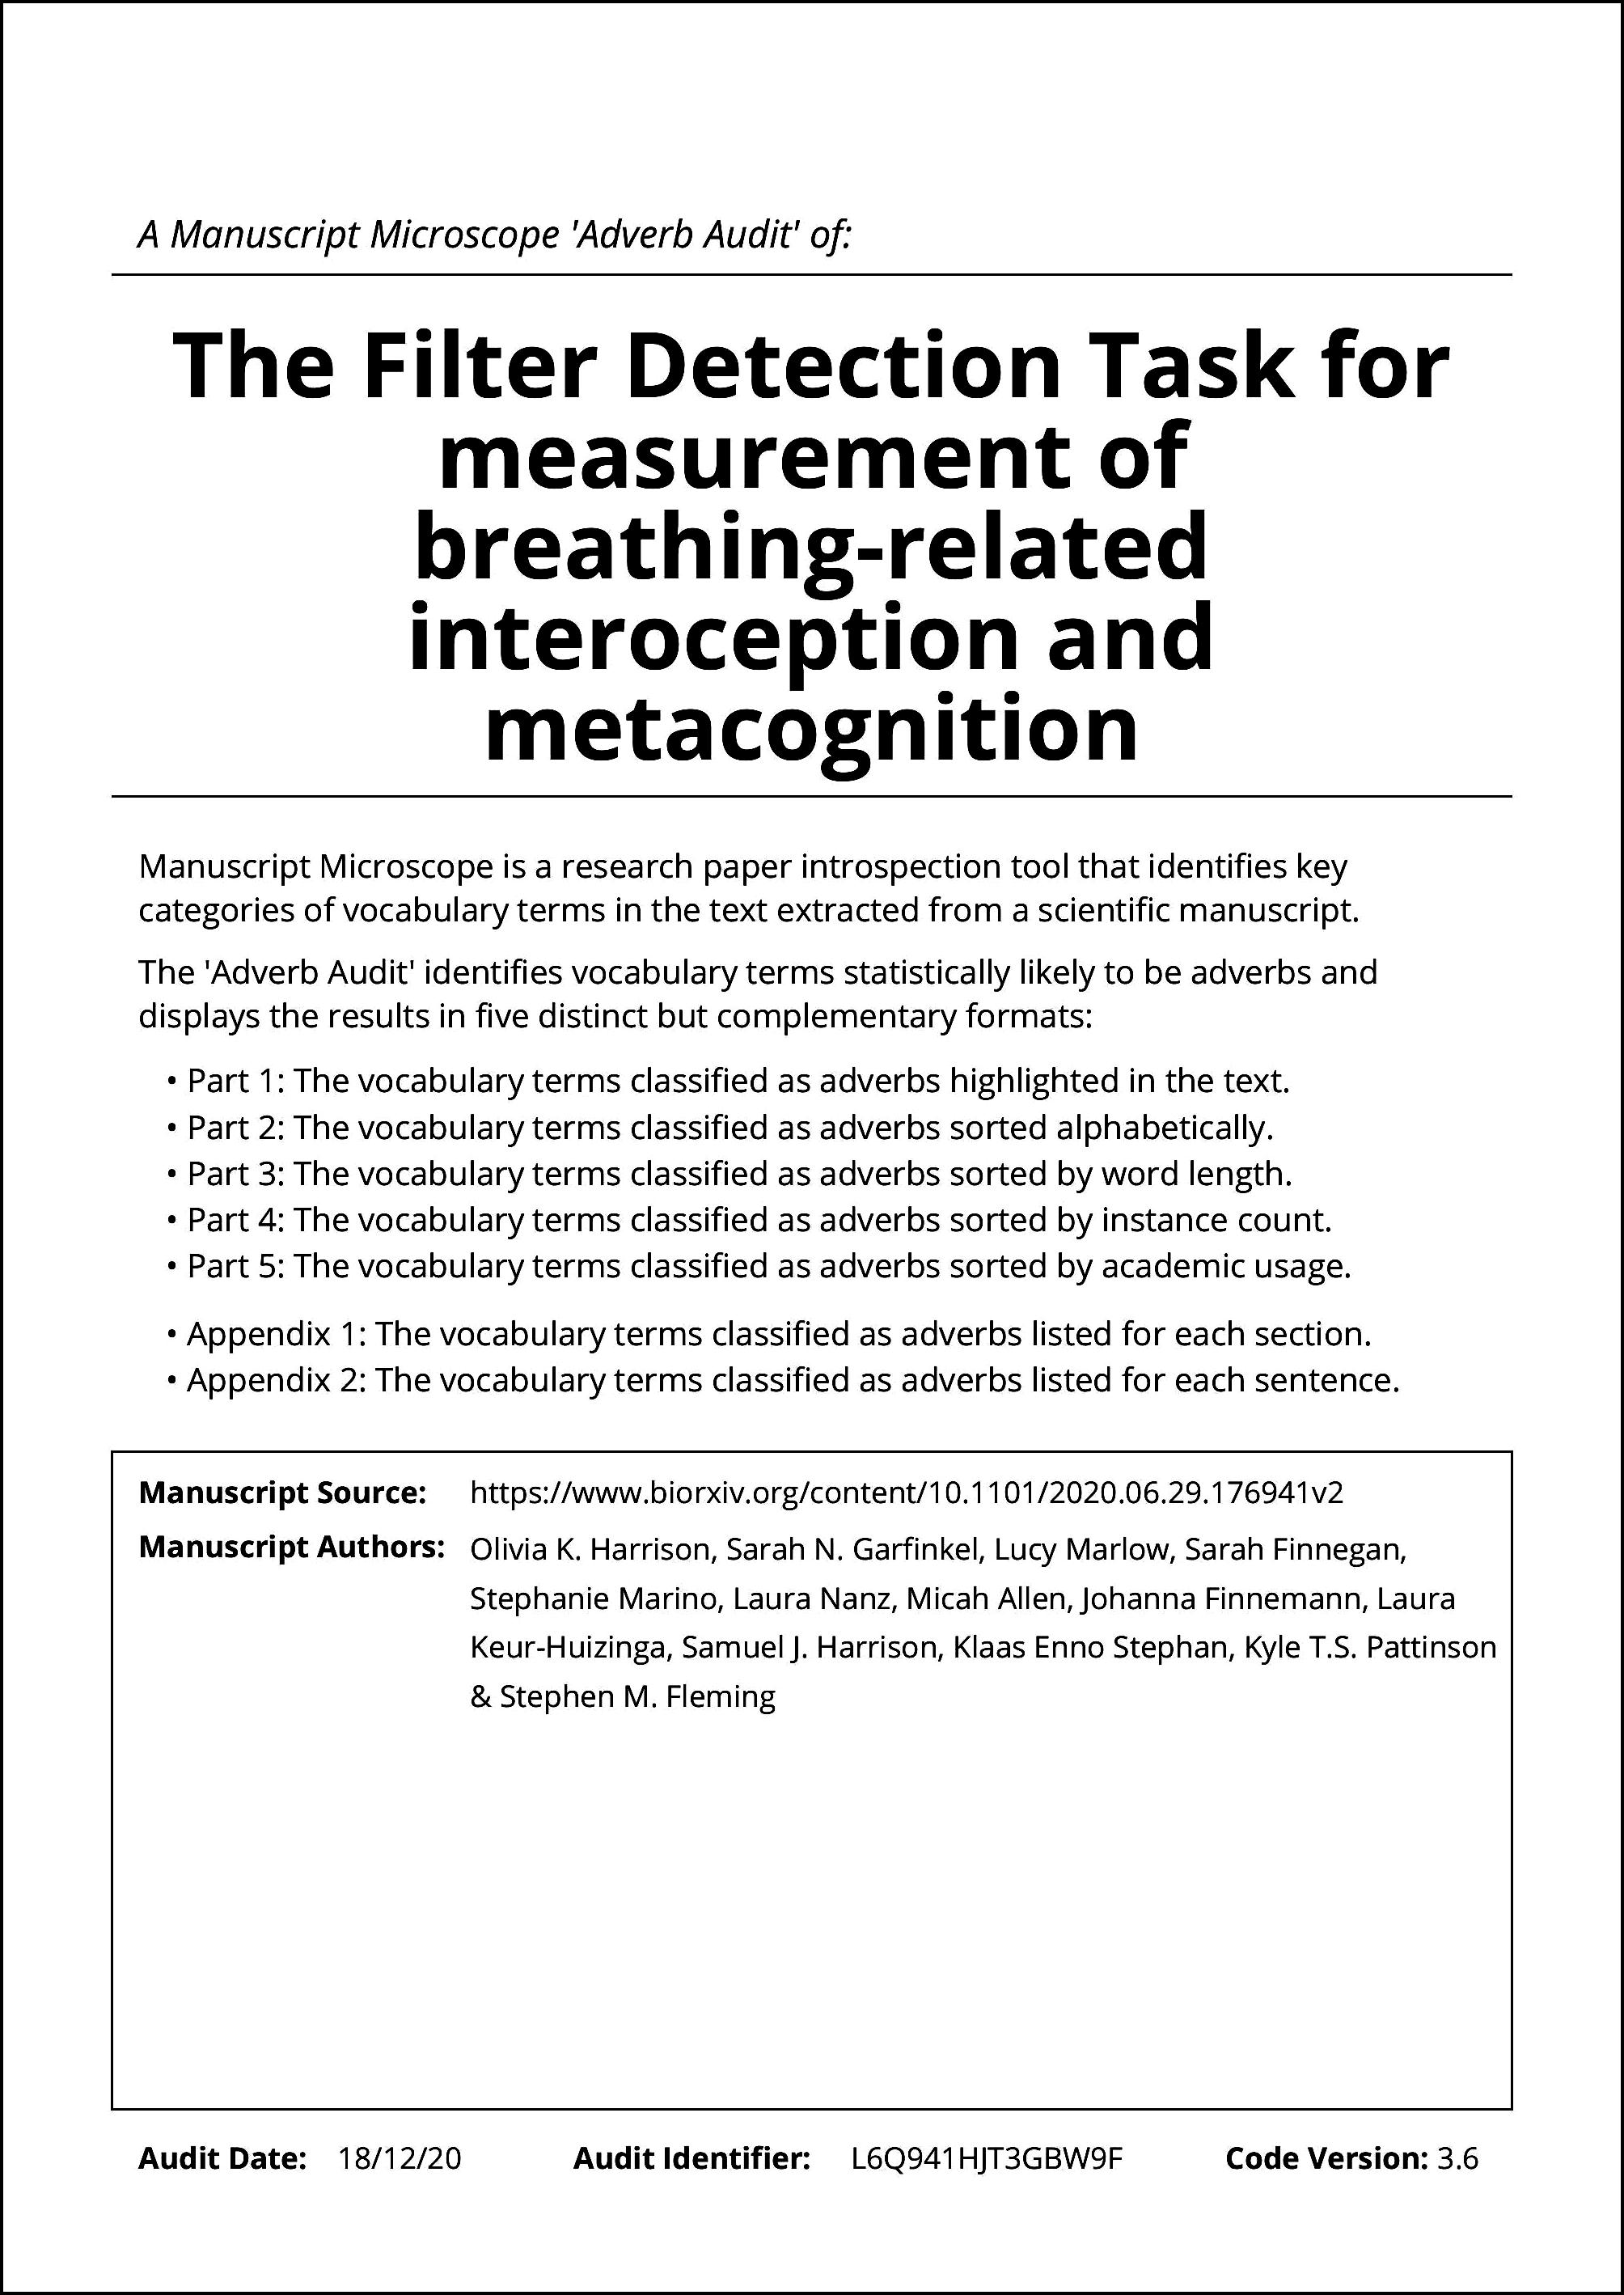 A Manuscript Microscope 'Adverb Audit' of:
The Filter Detection Task for
measurement of
breathing-related
interoception and
metacognition
Manuscript Microscope is a research paper introspection tool that identifies key
categories of vocabulary terms in the text extracted from a scientific manuscript.
The 'Adverb Audit' identifies vocabulary terms statistically likely to be adverbs and
displays the results in five distinct but complementary formats:
• Part 1: The vocabulary terms classified as adverbs highlighted in the text.
• Part 2: The vocabulary terms classified as adverbs sorted alphabetically.
• Part 3: The vocabulary terms classified as adverbs sorted by word length.
• Part 4: The vocabulary terms classified as adverbs sorted by instance count.
• Part 5: The vocabulary terms classified as adverbs sorted by academic usage.
• Appendix 1: The vocabulary terms classified as adverbs listed for each section.
• Appendix 2: The vocabulary terms classified as adverbs listed for each sentence.
Manuscript Source: https://www.biorxiv.org/content/10.1101/2020.06.29.176941v2
Manuscript Authors: Olivia K. Harrison, Sarah N. Garfinkel, Lucy Marlow, Sarah Finnegan,
Stephanie Marino, Laura Nanz, Micah Allen, Johanna Finnemann, Laura
Keur-Huizinga, Samuel J. Harrison, Klaas Enno Stephan, Kyle T.S. Pattinson
& Stephen M. Fleming
Audit Date: 18/12/20 Audit Identifier: L6Q941HJT3GBW9F Code Version: 3.6